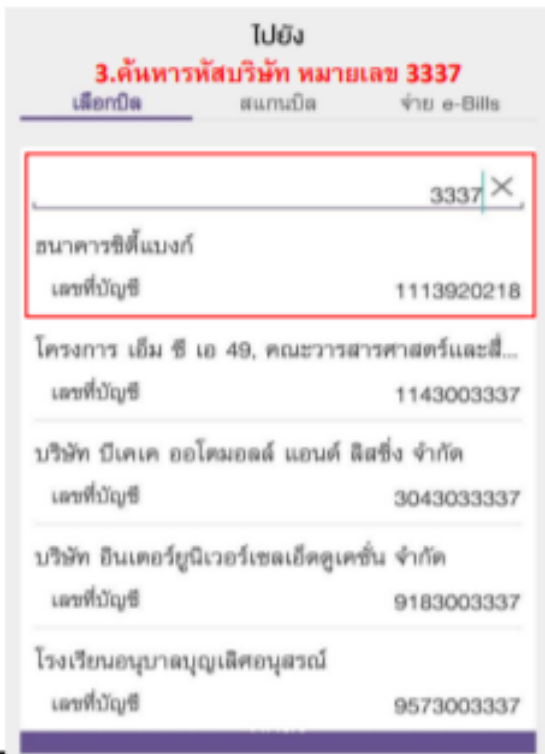 ไปยัง
3.ค้นหารหัสบริษัท หมายเลข 3337
เลือกบิล สแกนบิล จ่าย e-Bills
3337
ธนาคารซิตี้แบงก์
เลขที่บัญชี 1113920218
โครงการ เอ็ม ซี เอ 49, คณะวารสารศาสตร์และสื่...
เลขที่บัญชี 1143003337
บริษัท บีเคเค ออโตมอลล์ แอนด์ ลิสซิ่ง จำกัด
เลขที่บัญชี 3043033337
บริษัท อินเตอร์ยูนิเวอร์แซลเอ็ดดูเคชั่น จำกัด
เลขที่บัญชี 9183003337
โรงเรียนอนุบาลบุญเลิศอนุสรณ์
เลขที่บัญชี 9573003337